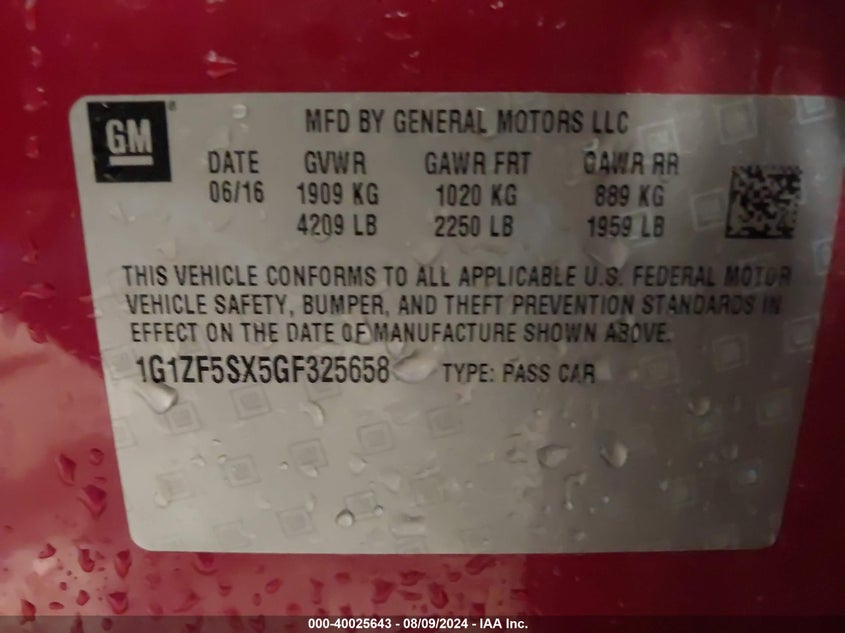 GM®
MFD BY GENERAL MOTORS LLC
DATE GVWR GAWR FRT GAWR RR
06/16 1909 KG 1020 KG 889 KG
4209 LB 2250 LB 1959 LB
THIS VEHICLE CONFORMS TO ALL APPLICABLE U.S. FEDERAL MOTOR
VEHICLE SAFETY, BUMPER, AND THEFT PREVENTION STANDARDS IN
EFFECT ON THE DATE OF MANUFACTURE SHOWN ABOVE.
1G1ZF5SX5GF325658 TYPE: PASS CAR
000-40025643 - 08/09/2024 - IAA Inc.